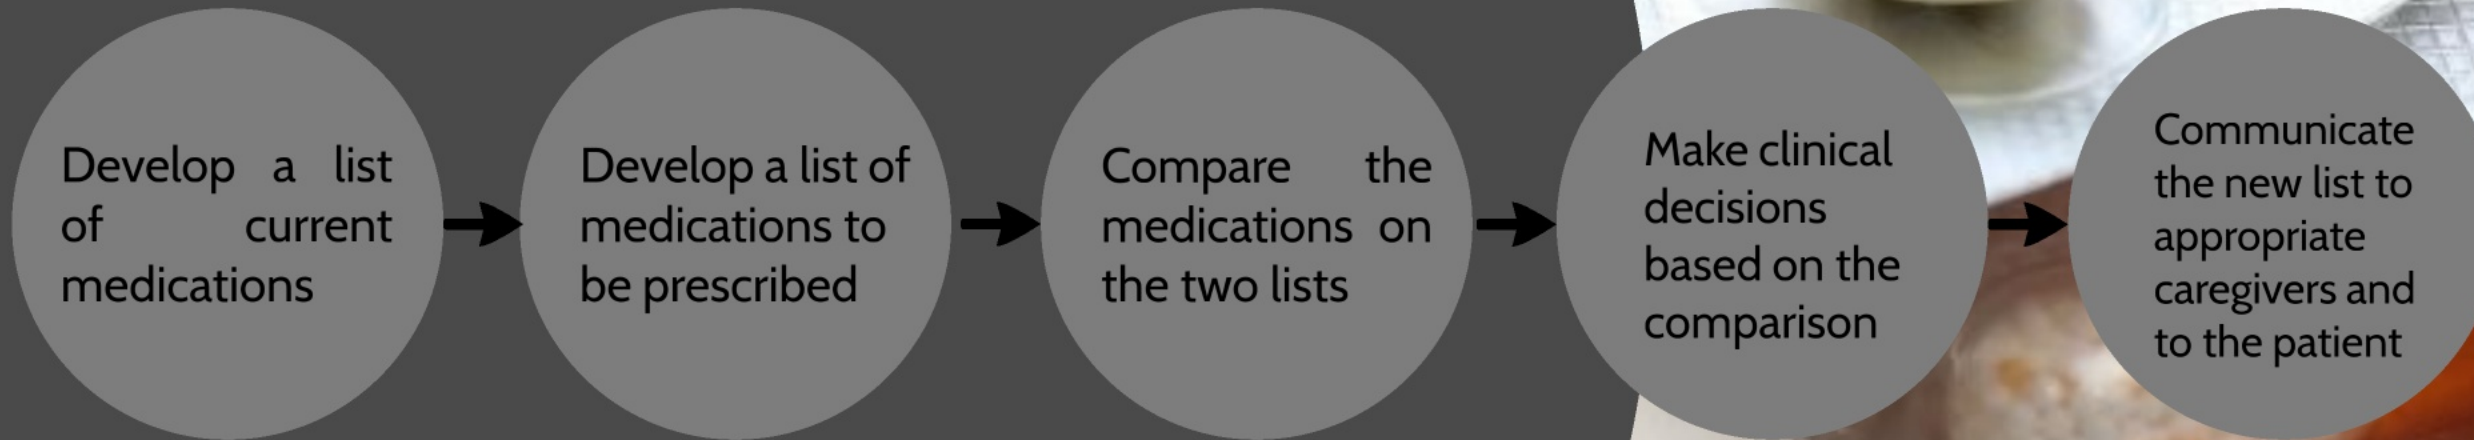 Develop a list
of current
medications
Develop a list of
medications to
be prescribed
Compare the
medications on
the two lists
Make clinical
decisions
based on the
comparison
Communicate
the new list to
appropriate
caregivers and
to the patient